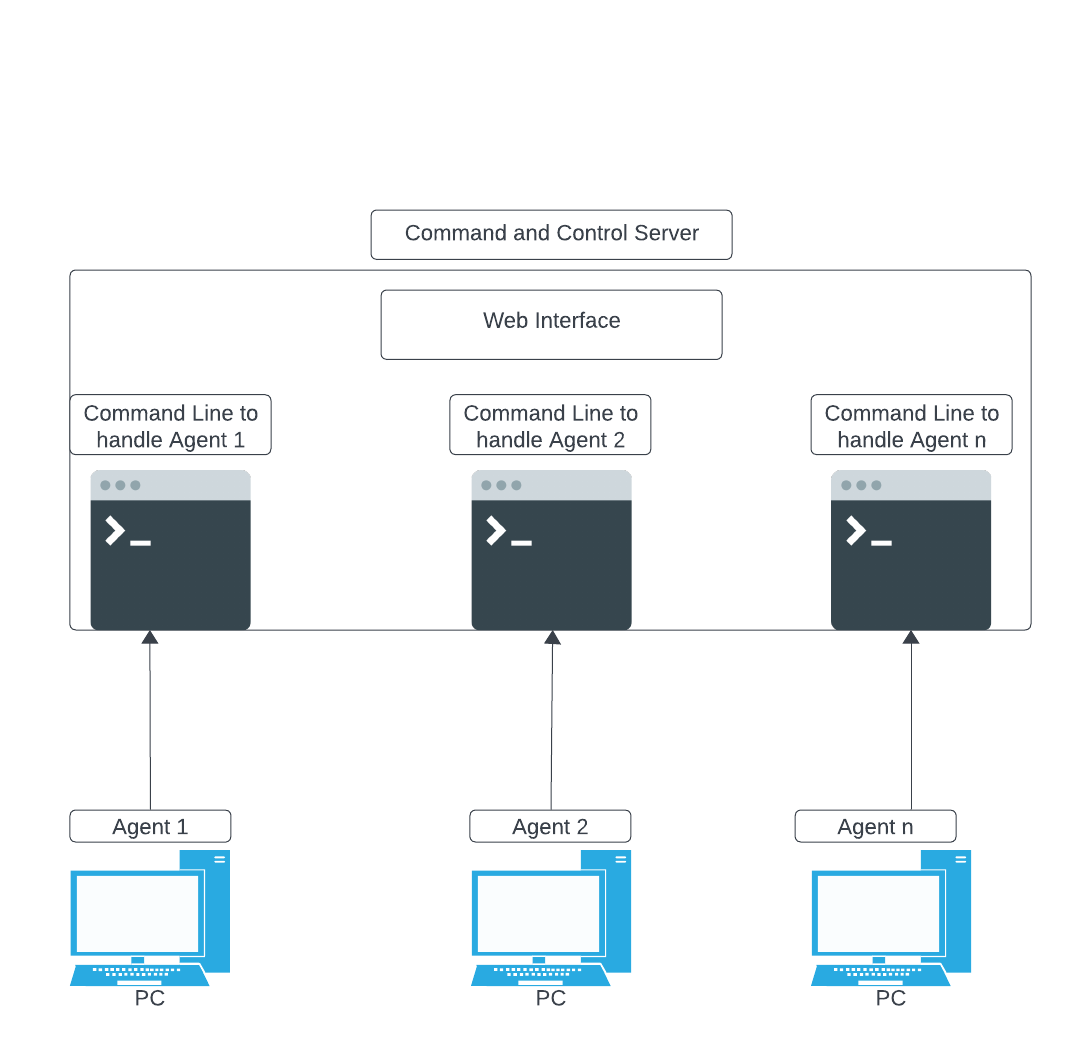 Command and Control Server
Web Interface
Command Line to
handle Agent 1
Command Line to
handle Agent 2
Command Line to
handle Agent n
Agent 1
Agent 2
Agent n
PC
PC
PC